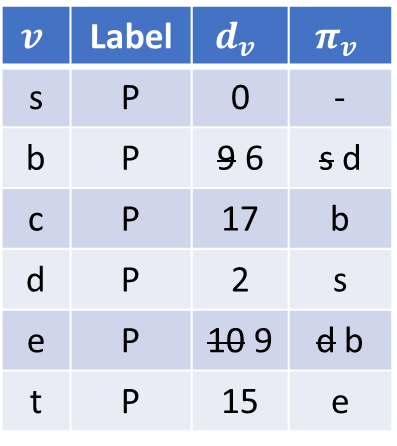 v Label d_v π_v
s P 0 -
b P 9 6 s d
c P 17 b
d P 2 s
e P 10 9 d b
t P 15 e